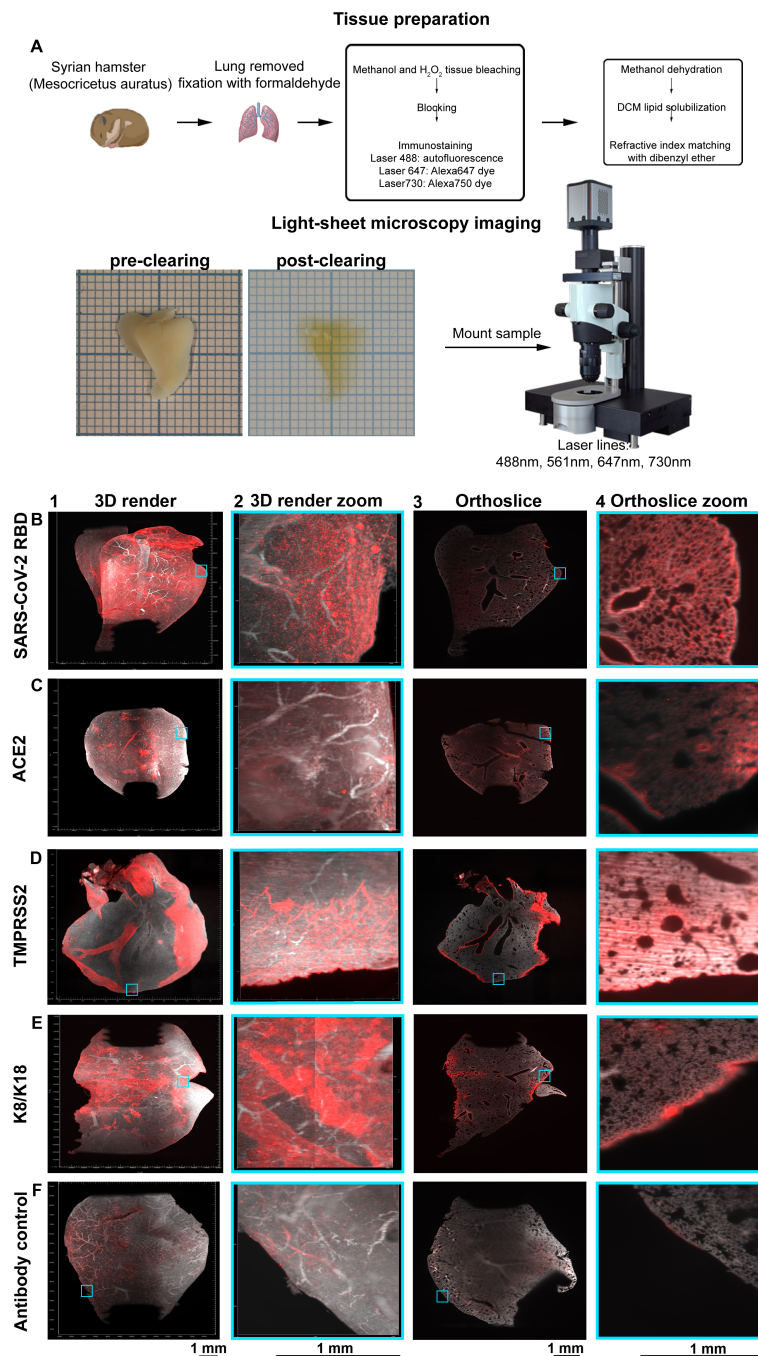 Tissue preparation
A
Syrian hamster
(Mesocricetus auratus)
Lung removed
fixation with formaldehyde
Methanol and H₂O₂ tissue bleaching
Bloqking
Immunostaining
Laser 488: autofluorescence
Laser 647: Alexa647 dye
Laser730: Alexa750 dye
Methanol dehydration
DCM lipid solubilization
Refractive index matching
with dibenzyl ether
Light-sheet microscopy imaging
pre-clearing
post-clearing
Mount sample
Laser lines:
488nm, 561nm, 647nm, 730nm
1 3D render
2 3D render zoom
3 Orthoslice
4 Orthoslice zoom
B
SARS-CoV-2 RBD
C
ACE2
D
TMPRSS2
E
K8/K18
F
Antibody control
1 mm
1 mm
1 mm
1 mm